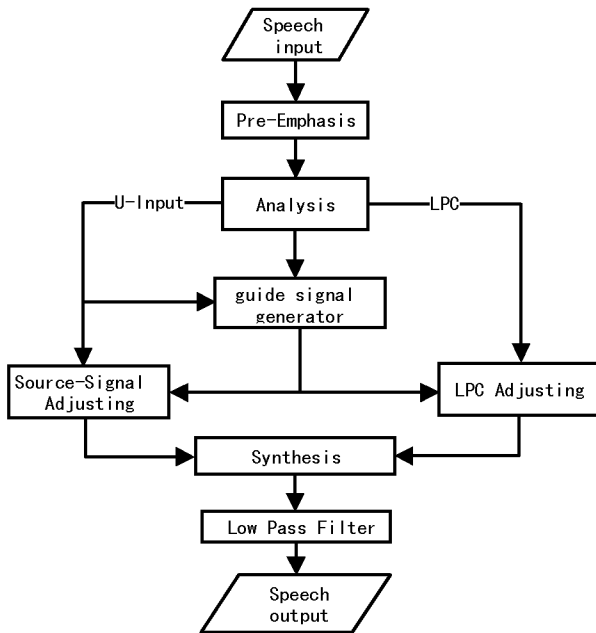 Speech
input
Pre-Emphasis
U-Input
Analysis
LPC
guide signal
generator
Source-Signal
Adjusting
LPC Adjusting
Synthesis
Low Pass Filter
Speech
output